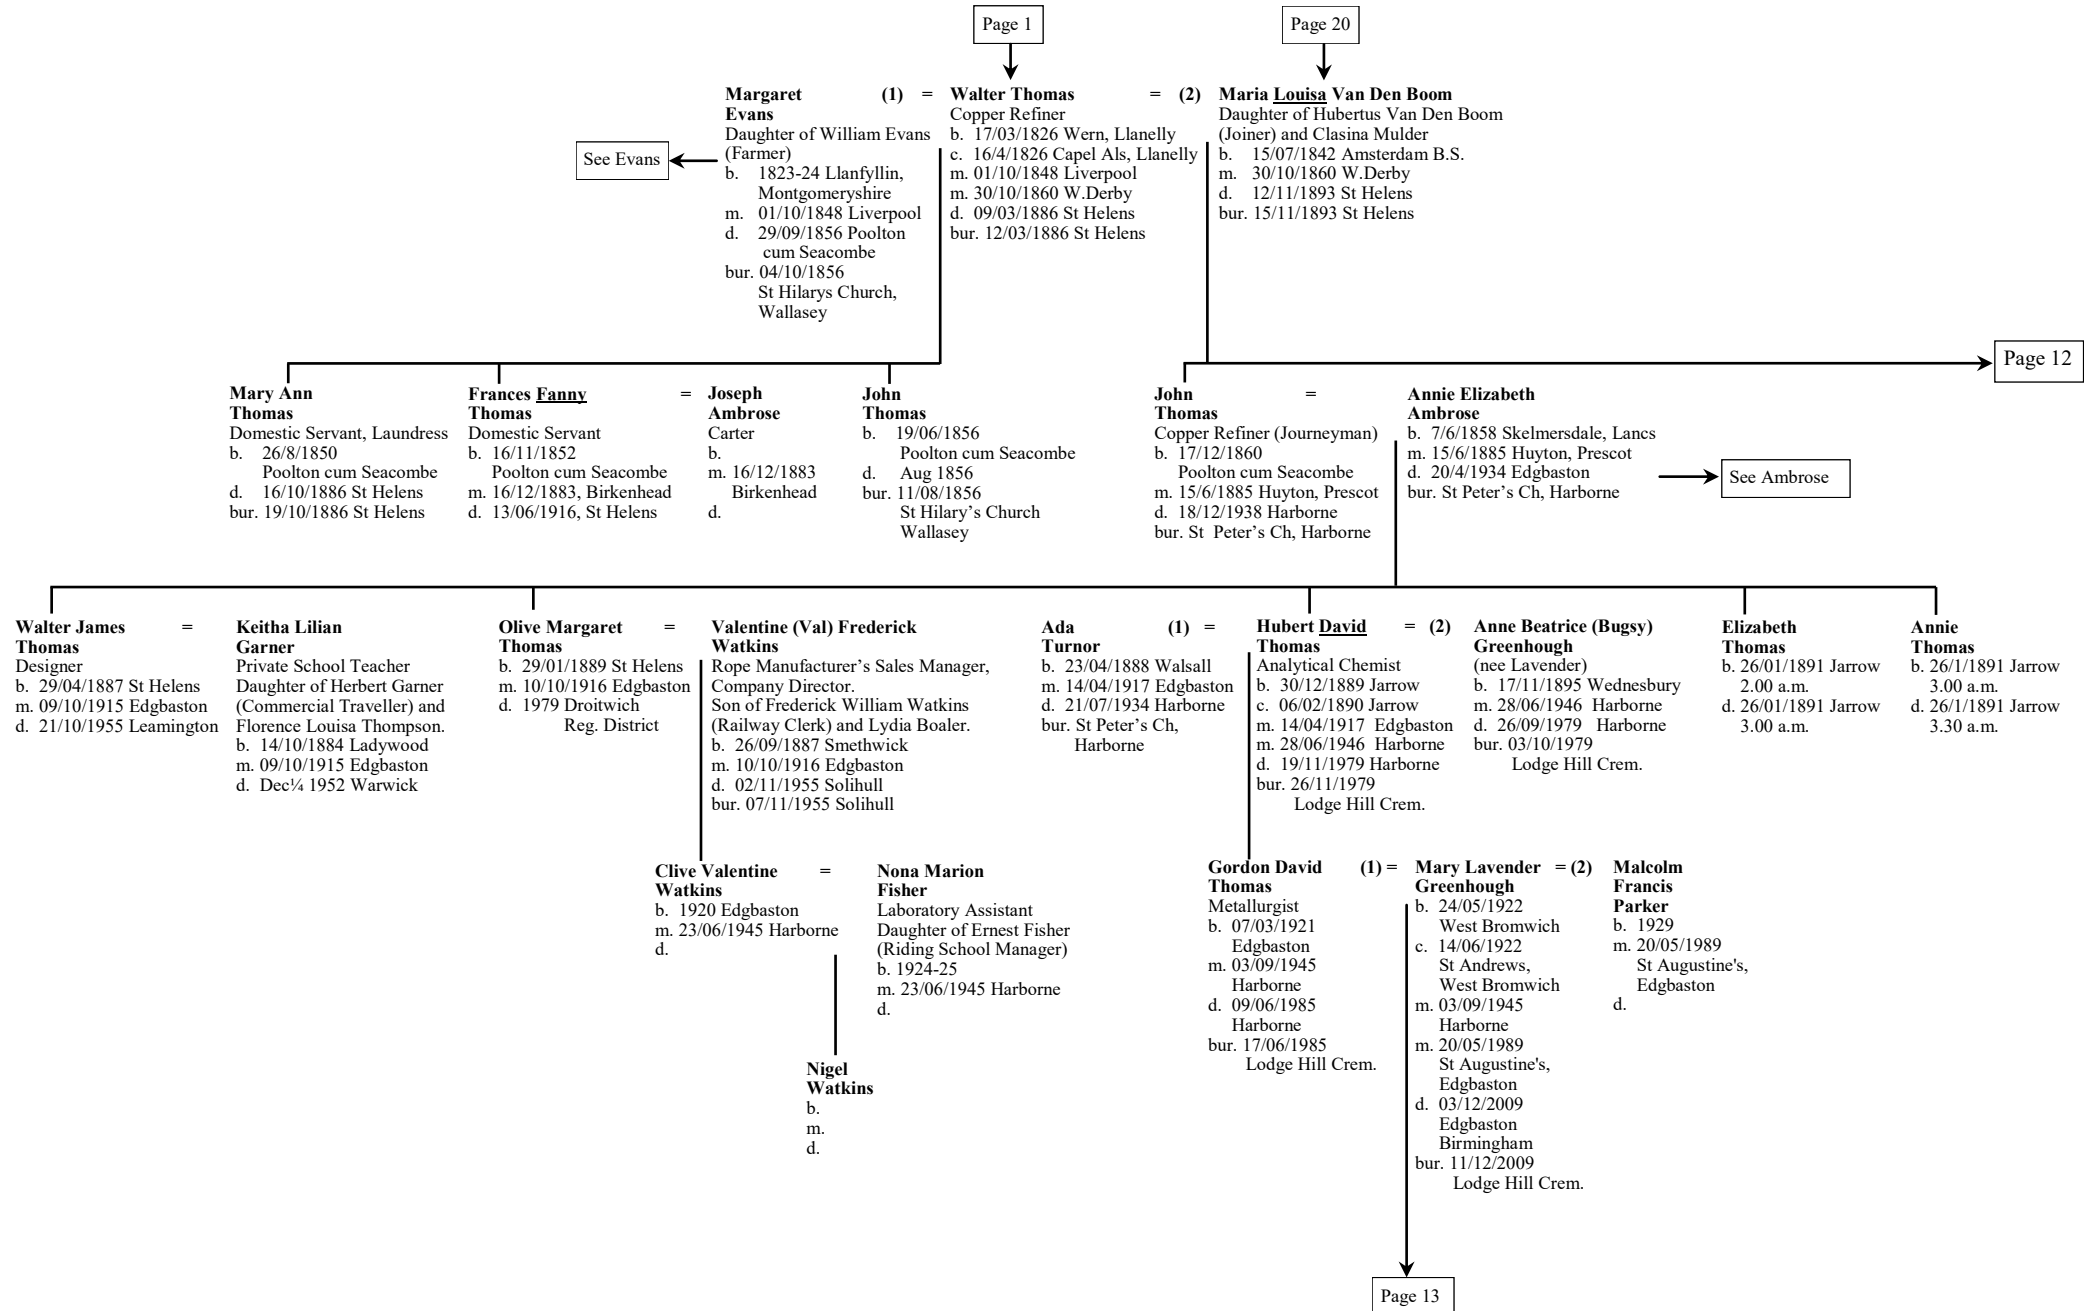 Page 1
Page 20
Margaret (1) =
Evans
Daughter of William Evans
(Farmer)
b. 1823-24 Llanfyllin,
Montgomeryshire
m. 01/10/1848 Liverpool
d. 29/09/1856 Poolton
cum Seacombe
bur. 04/10/1856
St Hilarys Church,
Wallasey
See Evans
Walter Thomas = (2)
Copper Refiner
b. 17/03/1826 Wern, Llanelly
c. 16/4/1826 Capel Als, Llanelly
m. 01/10/1848 Liverpool
m. 30/10/1860 W.Derby
d. 09/03/1886 St Helens
bur. 12/03/1886 St Helens
Maria Louisa Van Den Boom
Daughter of Hubertus Van Den Boom
(Joiner) and Clasina Mulder
b. 15/07/1842 Amsterdam B.S.
m. 30/10/1860 W.Derby
d. 12/11/1893 St Helens
bur. 15/11/1893 St Helens
Page 12
Mary Ann
Thomas
Domestic Servant, Laundress
b. 26/8/1850
Poolton cum Seacombe
d. 16/10/1886 St Helens
bur. 19/10/1886 St Helens
Frances Fanny =
Thomas
Domestic Servant
b. 16/11/1852
Poolton cum Seacombe
m. 16/12/1883, Birkenhead
d. 13/06/1916, St Helens
Joseph
Ambrose
Carter
b.
m. 16/12/1883
Birkenhead
d.
John
Thomas
b. 19/06/1856
Poolton cum Seacombe
d. Aug 1856
bur. 11/08/1856
St Hilary’s Church
Wallasey
John =
Thomas
Copper Refiner (Journeyman)
b. 17/12/1860
Poolton cum Seacombe
m. 15/6/1885 Huyton, Prescot
d. 18/12/1938 Harborne
bur. St Peter’s Ch, Harborne
Annie Elizabeth
Ambrose
b. 7/6/1858 Skelmersdale, Lancs
m. 15/6/1885 Huyton, Prescot
d. 20/4/1934 Edgbaston
bur. St Peter’s Ch, Harborne
See Ambrose
Walter James =
Thomas
Designer
b. 29/04/1887 St Helens
m. 09/10/1915 Edgbaston
d. 21/10/1955 Leamington
Keitha Lilian
Garner
Private School Teacher
Daughter of Herbert Garner
(Commercial Traveller) and
Florence Louisa Thompson.
b. 14/10/1884 Ladywood
m. 09/10/1915 Edgbaston
d. Dec¼ 1952 Warwick
Olive Margaret =
Thomas
b. 29/01/1889 St Helens
m. 10/10/1916 Edgbaston
d. 1979 Droitwich
Reg. District
Valentine (Val) Frederick
Watkins
Rope Manufacturer’s Sales Manager,
Company Director.
Son of Frederick William Watkins
(Railway Clerk) and Lydia Boaler.
b. 26/09/1887 Smethwick
m. 10/10/1916 Edgbaston
d. 02/11/1955 Solihull
bur. 07/11/1955 Solihull
Ada (1) =
Turnor
b. 23/04/1888 Walsall
m. 14/04/1917 Edgbaston
d. 21/07/1934 Harborne
bur. St Peter’s Ch,
Harborne
Hubert David = (2)
Thomas
Analytical Chemist
b. 30/12/1889 Jarrow
c. 06/02/1890 Jarrow
m. 14/04/1917 Edgbaston
m. 28/06/1946 Harborne
d. 19/11/1979 Harborne
bur. 26/11/1979
Lodge Hill Crem.
Anne Beatrice (Bugsy)
Greenhough
(nee Lavender)
b. 17/11/1895 Wednesbury
m. 28/06/1946 Harborne
d. 26/09/1979 Harborne
bur. 03/10/1979
Lodge Hill Crem.
Elizabeth
Thomas
b. 26/01/1891 Jarrow
2.00 a.m.
d. 26/01/1891 Jarrow
3.00 a.m.
Annie
Thomas
b. 26/1/1891 Jarrow
3.00 a.m.
d. 26/1/1891 Jarrow
3.30 a.m.
Clive Valentine =
Watkins
b. 1920 Edgbaston
m. 23/06/1945 Harborne
d.
Nona Marion
Fisher
Laboratory Assistant
Daughter of Ernest Fisher
(Riding School Manager)
b. 1924-25
m. 23/06/1945 Harborne
d.
Nigel
Watkins
b.
m.
d.
Gordon David (1) =
Thomas
Metallurgist
b. 07/03/1921
Edgbaston
m. 03/09/1945
Harborne
d. 09/06/1985
Harborne
bur. 17/06/1985
Lodge Hill Crem.
Mary Lavender = (2)
Greenhough
b. 24/05/1922
West Bromwich
c. 14/06/1922
St Andrews,
West Bromwich
m. 03/09/1945
Harborne
m. 20/05/1989
St Augustine's,
Edgbaston
d. 03/12/2009
Edgbaston
Birmingham
bur. 11/12/2009
Lodge Hill Crem.
Malcolm
Francis
Parker
b. 1929
m. 20/05/1989
St Augustine's,
Edgbaston
d.
Page 13